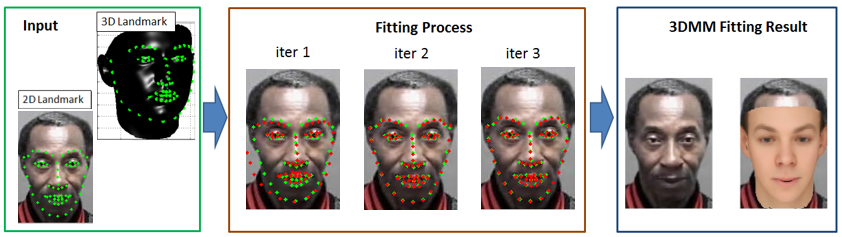 Input
3D Landmark
2D Landmark
Fitting Process
iter 1
iter 2
iter 3
3DMM Fitting Result